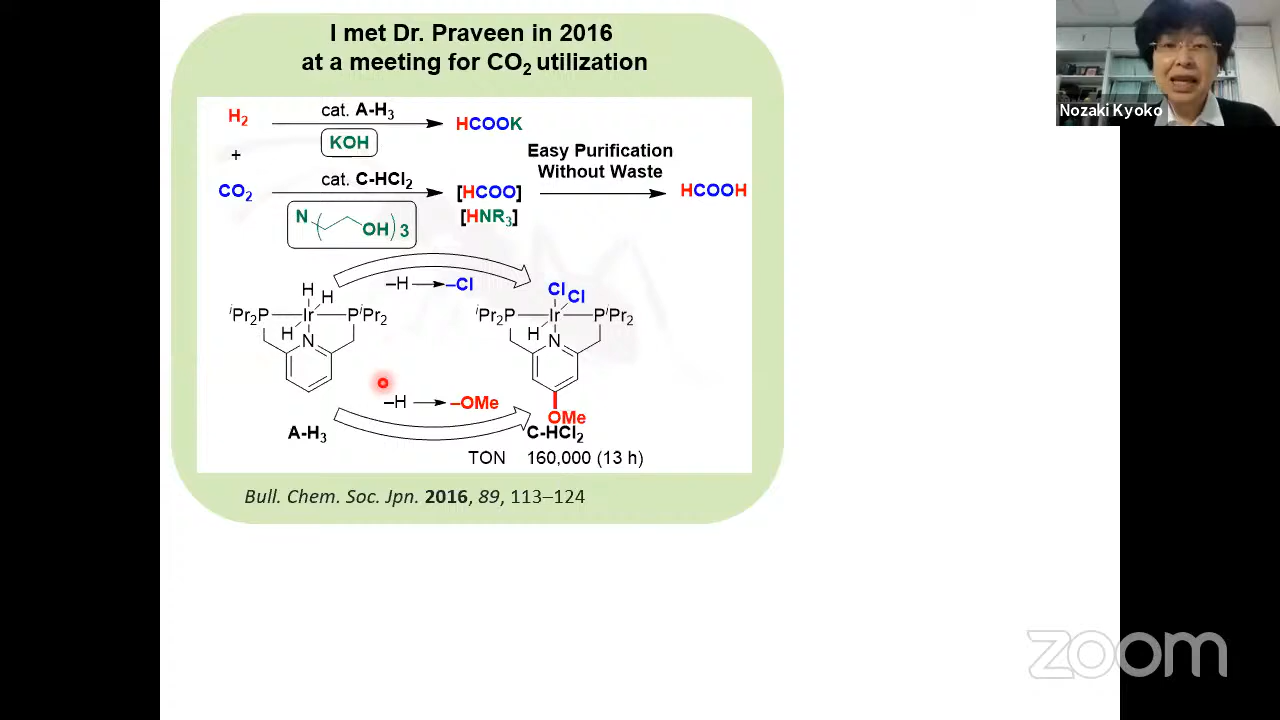 I met Dr. Praveen in 2016
at a meeting for CO₂ utilization
Nozaki Kyoko
H₂
cat. A-H₃
KOH
HCOOK
+
Easy Purification
Without Waste
CO₂
cat. C-HCl₂
[HCOO]
[HNR₃]
HCOOH
N
OH)₃
–H
–Cl
H
H
H
ⁱPr₂P
Ir
PⁱPr₂
N
Cl
Cl
ⁱPr₂P
Ir
PⁱPr₂
H
N
–H
–OMe
OMe
A-H₃
C-HCl₂
TON 160,000 (13 h)
Bull. Chem. Soc. Jpn. 2016, 89, 113–124
zoom